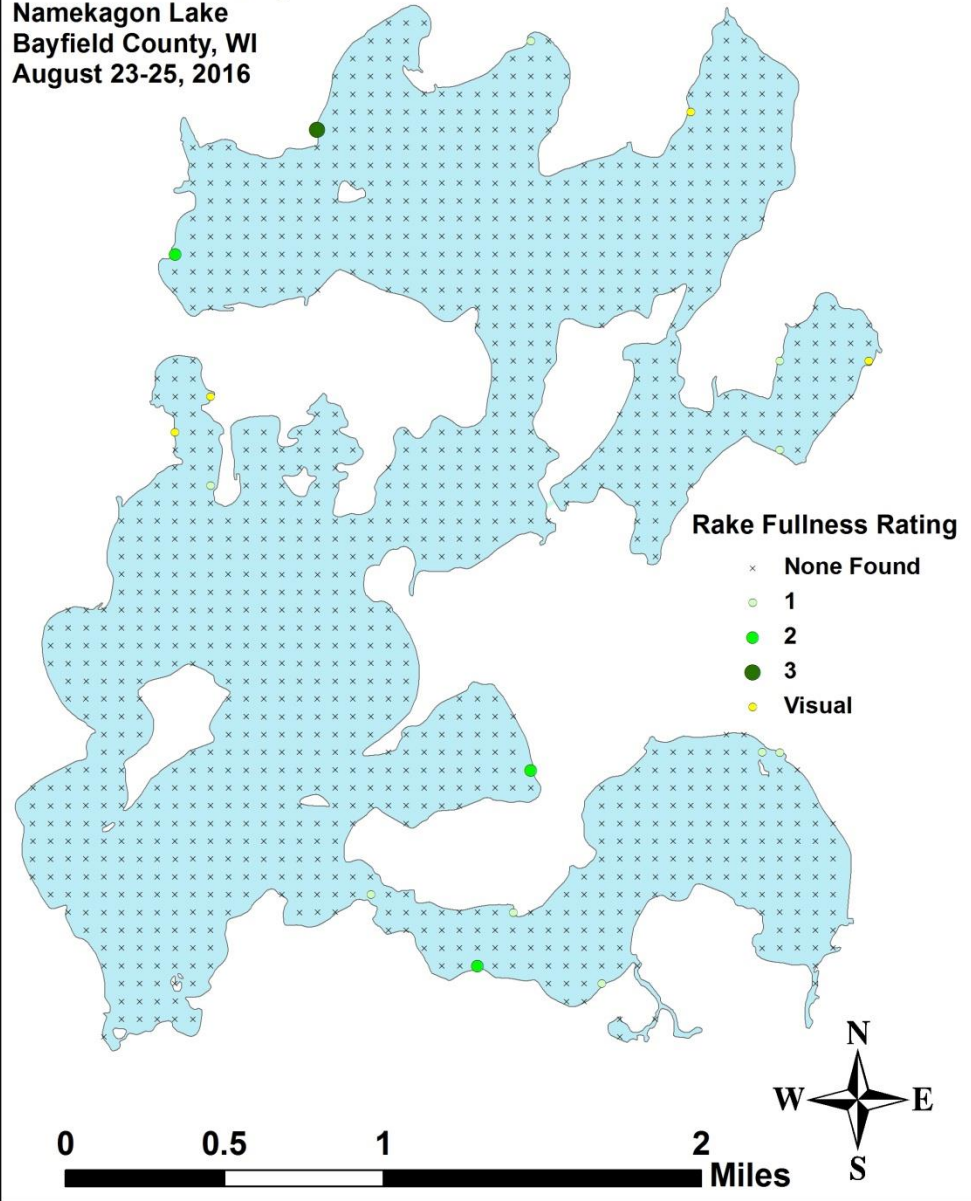 Namekagon Lake
Bayfield County, WI
August 23-25, 2016
Rake Fullness Rating
None Found
1
2
3
Visual
N
W E
S
0 0.5 1 2
Miles